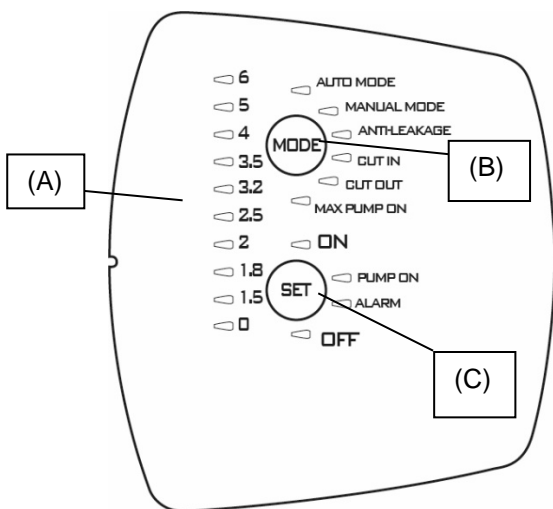 6
5
4
3.5
3.2
2.5
2
1.8
1.5
0
AUTO MODE
MANUAL MODE
ANTI-LEAKAGE
MODE
CUT IN
CUT OUT
MAX PUMP ON
ON
PUMP ON
SET
ALARM
OFF
(A)
(B)
(C)